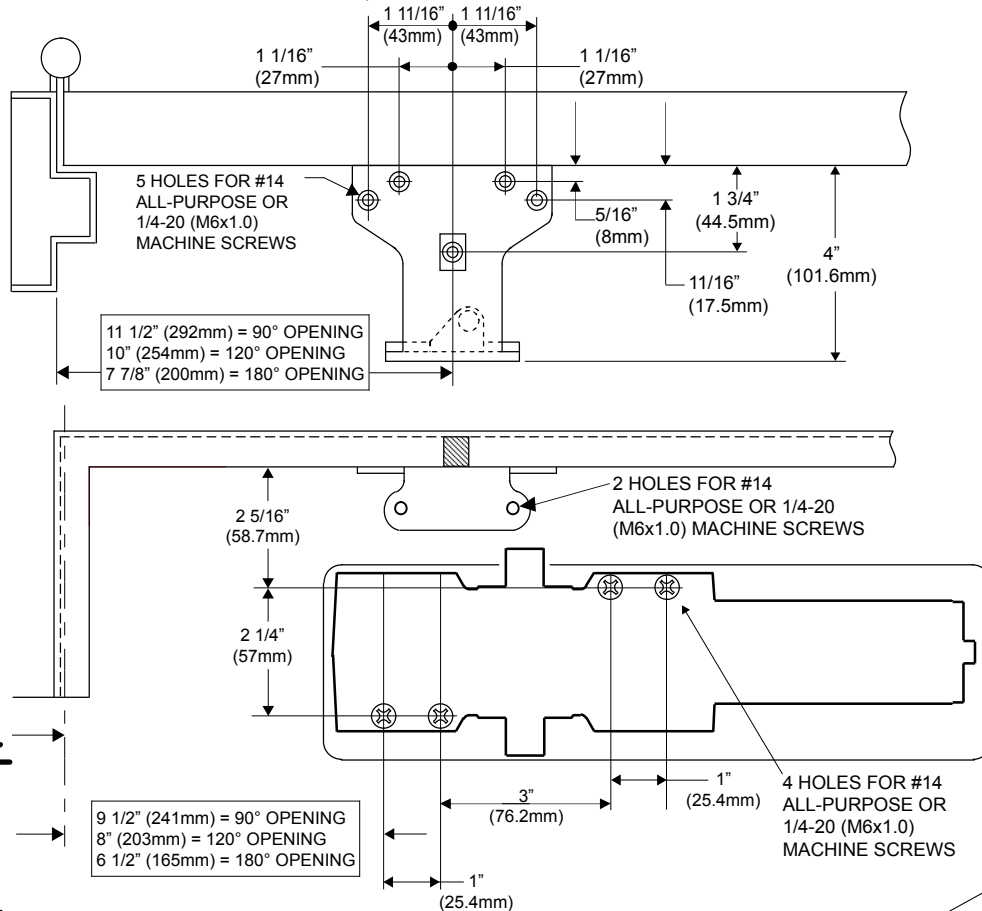 1 11/16” 1 11/16”
(43mm) (43mm)
1 1/16”
(27mm)
1 1/16”
(27mm)
5 HOLES FOR #14
ALL-PURPOSE OR
1/4-20 (M6x1.0)
MACHINE SCREWS
5/16”
(8mm)
1 3/4”
(44.5mm)
4”
(101.6mm)
11/16”
(17.5mm)
11 1/2” (292mm) = 90° OPENING
10” (254mm) = 120° OPENING
7 7/8” (200mm) = 180° OPENING
2 HOLES FOR #14
ALL-PURPOSE OR 1/4-20
(M6x1.0) MACHINE SCREWS
2 5/16”
(58.7mm)
2 1/4”
(57mm)
1”
(25.4mm)
3”
(76.2mm)
4 HOLES FOR #14
ALL-PURPOSE OR
1/4-20 (M6x1.0)
MACHINE SCREWS
9 1/2” (241mm) = 90° OPENING
8” (203mm) = 120° OPENING
6 1/2” (165mm) = 180° OPENING
1”
(25.4mm)